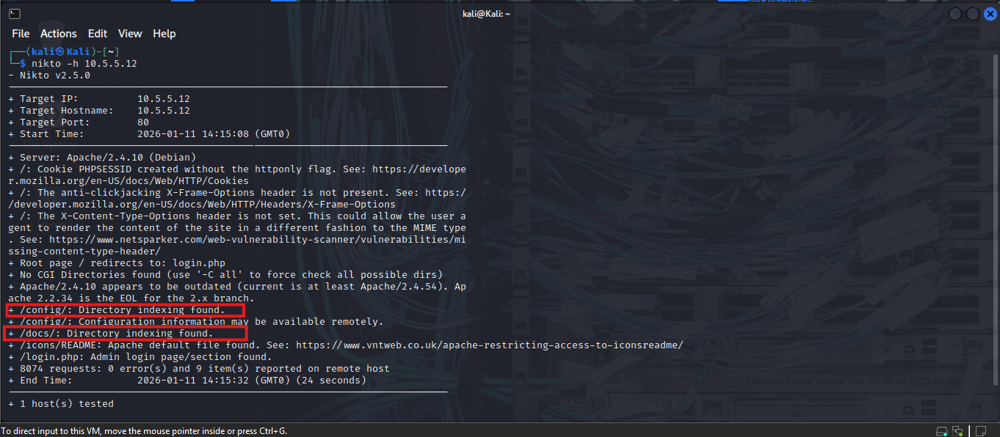 kali@Kali: ~
File Actions Edit View Help
┌──(kali㉿Kali)-[~]
└─$ nikto -h 10.5.5.12
- Nikto v2.5.0
+ Target IP: 10.5.5.12
+ Target Hostname: 10.5.5.12
+ Target Port: 80
+ Start Time: 2026-01-11 14:15:08 (GMT0)
File System
+ Server: Apache/2.4.10 (Debian)
+ /: Cookie PHPSESSID created without the httponly flag. See: https://develope
r.mozilla.org/en-US/docs/Web/HTTP/Cookies
+ /: The anti-clickjacking X-Frame-Options header is not present. See: https:/
/developer.mozilla.org/en-US/docs/Web/HTTP/Headers/X-Frame-Options
+ /: The X-Content-Type-Options header is not set. This could allow the user a
gent to render the content of the site in a different fashion to the MIME type
. See: https://www.netsparker.com/web-vulnerability-scanner/vulnerabilities/mi
ssing-content-type-header/
+ Root page / redirects to: login.php
+ No CGI Directories found (use '-C all' to force check all possible dirs)
+ Apache/2.4.10 appears to be outdated (current is at least Apache/2.4.54). Ap
ache 2.2.34 is the EOL for the 2.x branch.
+ /config/: Directory indexing found.
+ /config/: Configuration information may be available remotely.
+ /docs/: Directory indexing found.
+ /icons/README: Apache default file found. See: https://www.vntweb.co.uk/apache-restricting-access-to-iconsreadme/
+ /login.php: Admin login page/section found.
+ 8074 requests: 0 error(s) and 9 item(s) reported on remote host
+ End Time: 2026-01-11 14:15:32 (GMT0) (24 seconds)
NetAcad Ethical Hacker Kali VM (Build 2023-08-14)
+ 1 host(s) tested
To direct input to this VM, move the mouse pointer inside or press Ctrl+G.